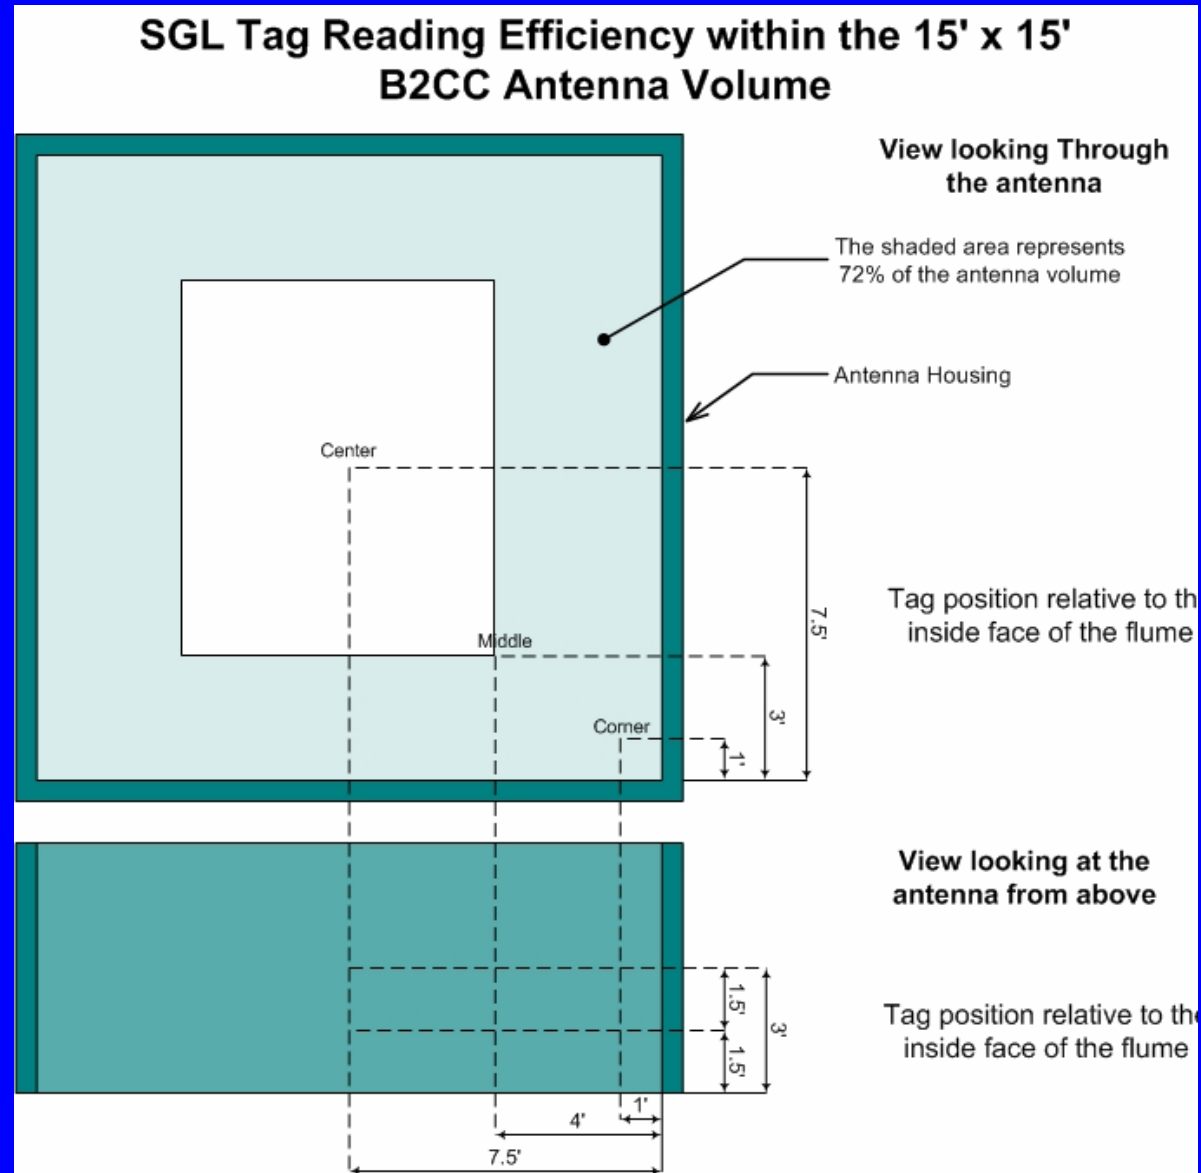 SGL Tag Reading Efficiency within the 15' x 15'
B2CC Antenna Volume
View looking Through
the antenna
The shaded area represents
72% of the antenna volume
Antenna Housing
Center
7.5'
Tag position relative to th
inside face of the flume
Middle
3'
Corner
1'
View looking at the
antenna from above
1.5'
3'
1.5'
Tag position relative to the
inside face of the flume
1'
4'
7.5'